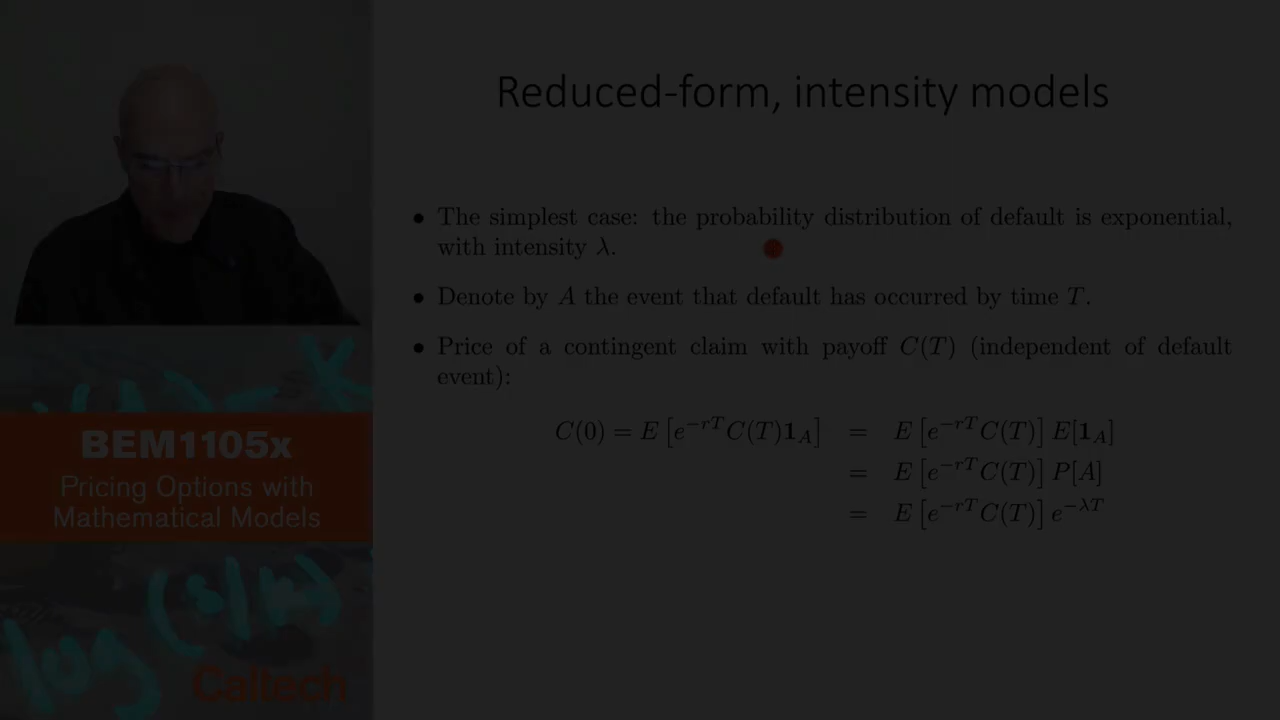 Reduced-form, intensity models
• The simplest case: the probability distribution of default is exponential,
with intensity λ.
• Denote by A the event that default has occurred by time T.
• Price of a contingent claim with payoff C(T) (independent of default
event):
C(0) = E [e^{-rT} C(T) 1_A] = E [e^{-rT} C(T)] E[1_A]
= E [e^{-rT} C(T)] P[A]
= E [e^{-rT} C(T)] e^{-λT}
BEM1105x
Pricing Options with
Mathematical Models
log (s/k)
Caltech